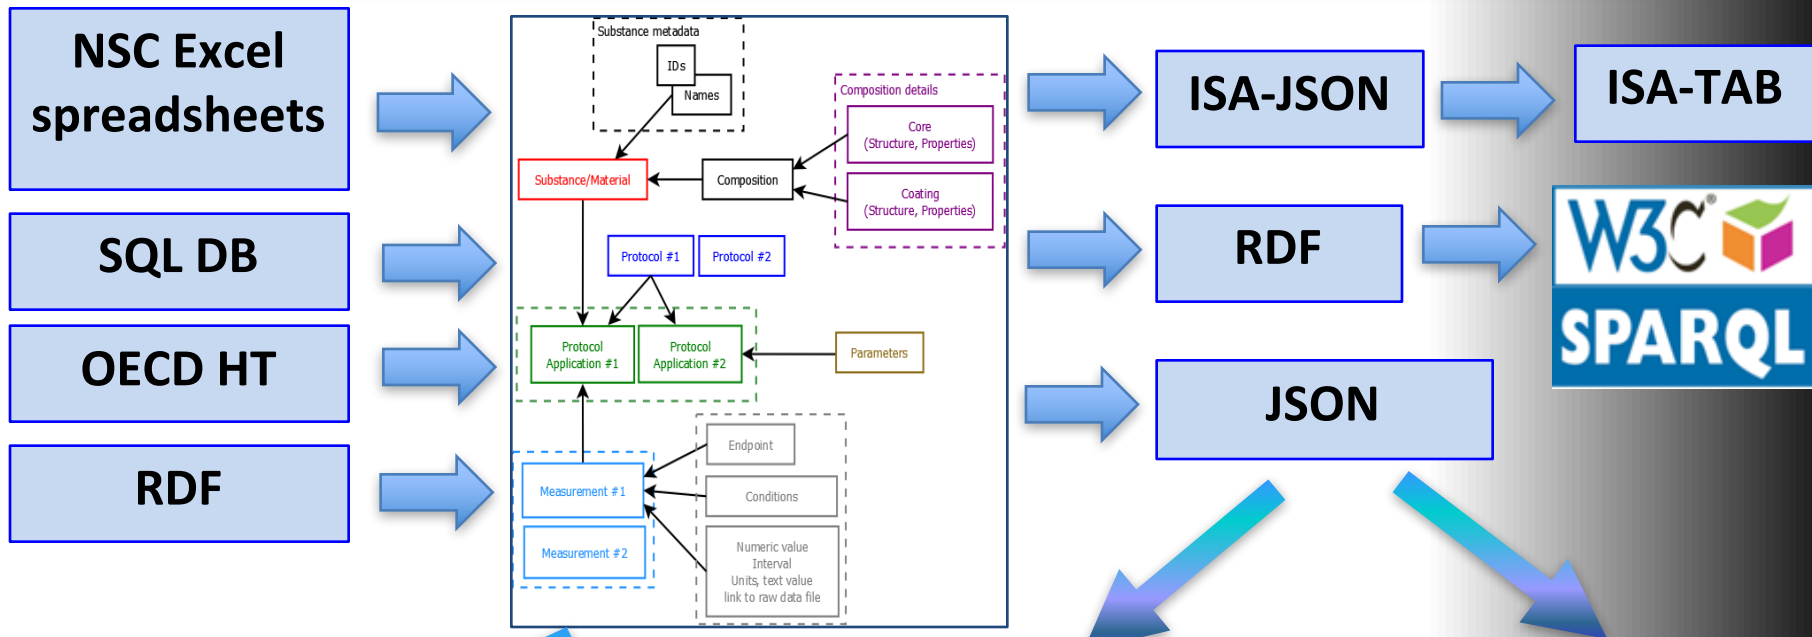 NSC Excel
spreadsheets
SQL DB
OECD HT
RDF
Substance metadata
IDs
Names
Composition details
Core
(Structure, Properties)
Coating
(Structure, Properties)
Substance/Material
Composition
Protocol #1
Protocol #2
Protocol
Application #1
Protocol
Application #2
Parameters
Endpoint
Measurement #1
Conditions
Measurement #2
Numeric value
Interval
Units, text value
link to raw data file
ISA-JSON
ISA-TAB
RDF
W3C®
SPARQL
JSON